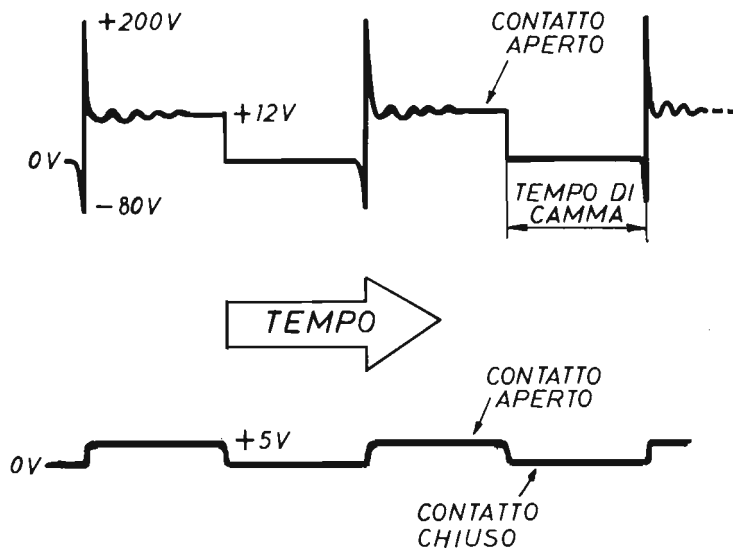 +200V
CONTATTO
APERTO
+12V
0V
−80V
TEMPO DI
CAMMA
TEMPO
CONTATTO
APERTO
+5V
0V
CONTATTO
CHIUSO